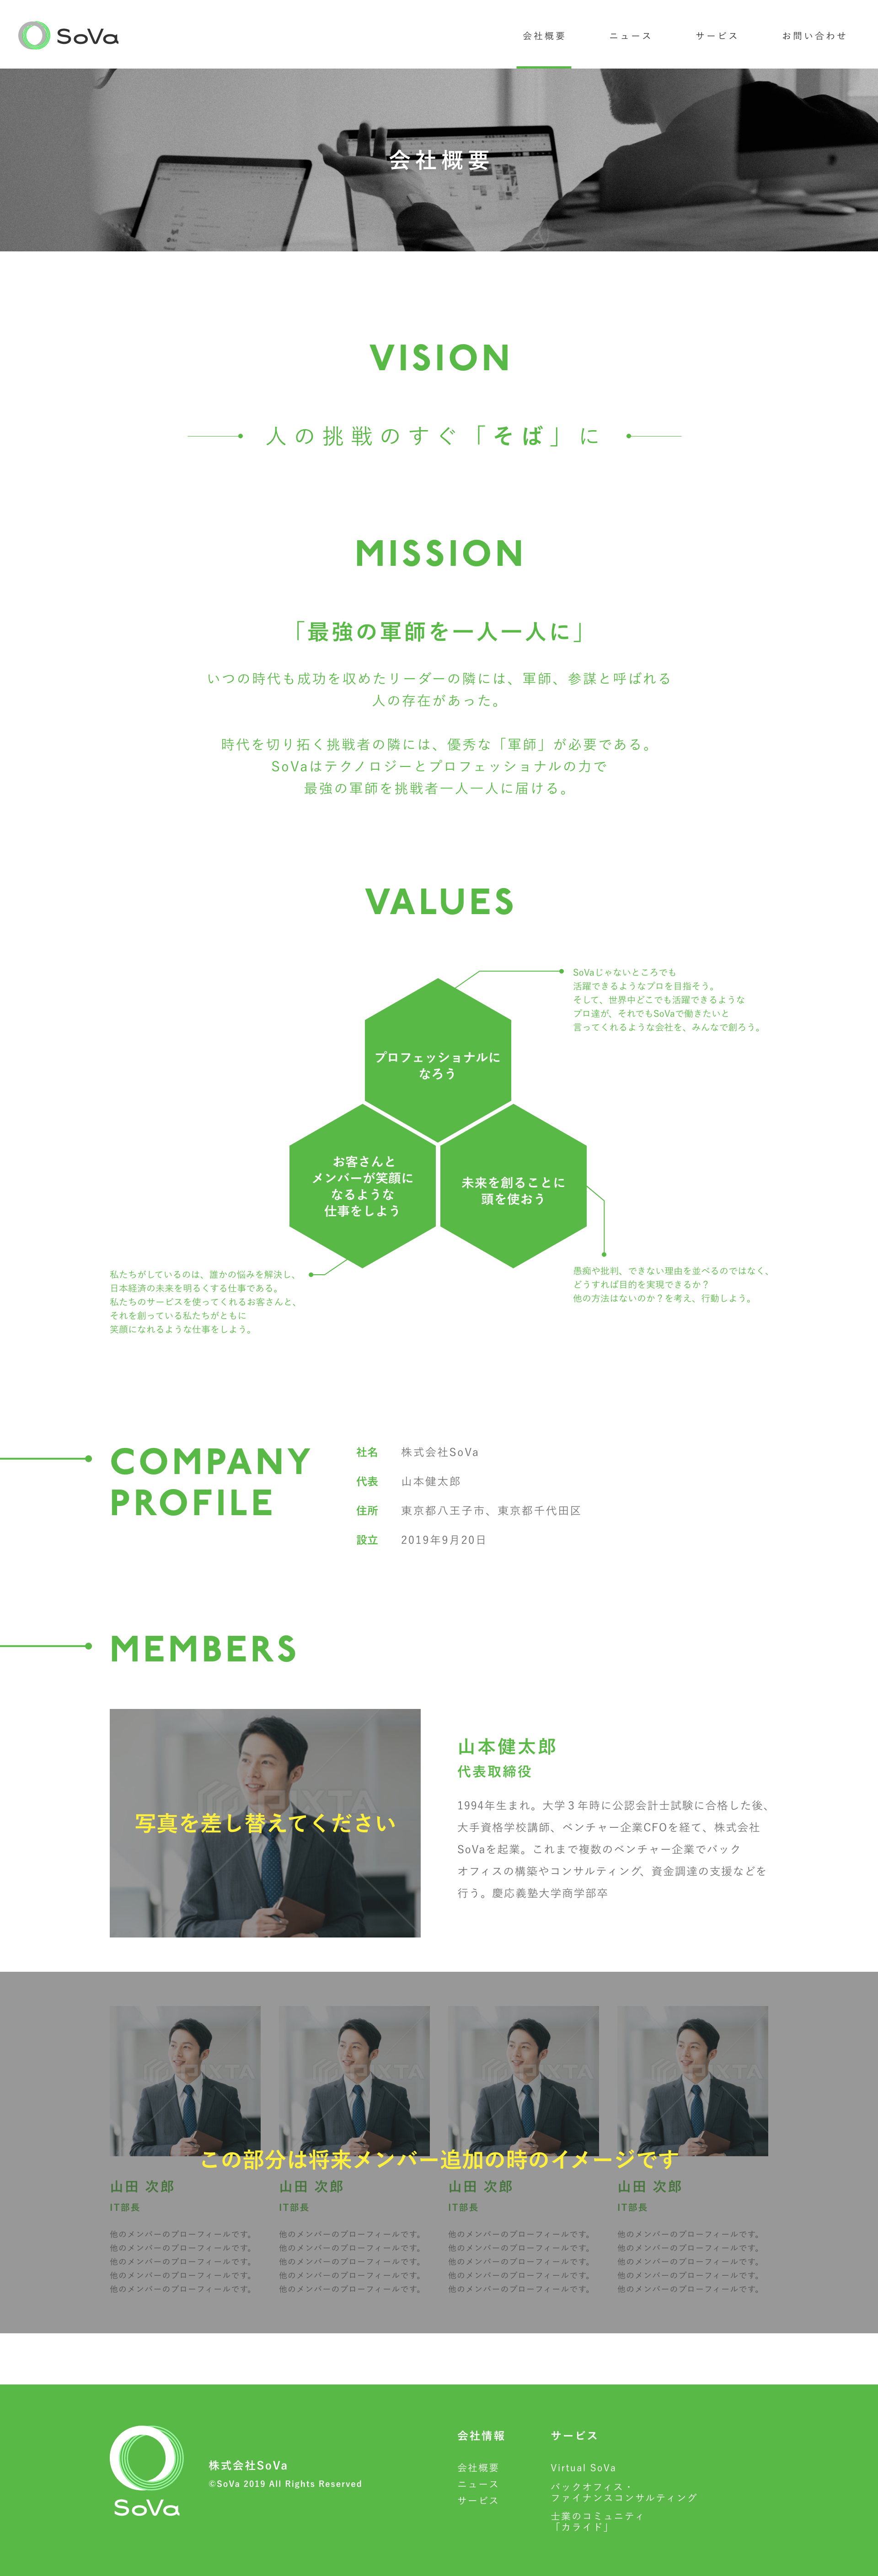 SoVa
会社概要
ニュース
サービス
お問い合わせ
会社概要
VISION
人の挑戦のすぐ「そば」に
MISSION
「最強の軍師を一人一人に」
いつの時代も成功を収めたリーダーの隣には、軍師、参謀と呼ばれる
人の存在があった。
時代を切り拓く挑戦者の隣には、優秀な「軍師」が必要である。
SoVaはテクノロジーとプロフェッショナルの力で
最強の軍師を挑戦者一人一人に届ける。
VALUES
SoVaじゃないところでも
活躍できるようなプロを目指そう。
そして、世界中どこでも活躍できるような
プロ達が、それでもSoVaで働きたいと
言ってくれるような会社を、みんなで創ろう。
プロフェッショナルに
なろう
お客さんと
メンバーが笑顔に
なるような
仕事をしよう
未来を創ることに
頭を使おう
私たちがしているのは、誰かの悩みを解決し、
日本経済の未来を明るくする仕事である。
私たちのサービスを使ってくれるお客さんと、
それを創っている私たちがともに
笑顔になれるような仕事をしよう。
愚痴や批判、できない理由を並べるのではなく、
どうすれば目的を実現できるか？
他の方法はないのか？を考え、行動しよう。
COMPANY
PROFILE
社名 株式会社SoVa
代表 山本健太郎
住所 東京都八王子市、東京都千代田区
設立 2019年9月20日
MEMBERS
PIXTA
写真を差し替えてください
山本健太郎
代表取締役
1994年生まれ。大学３年時に公認会計士試験に合格した後、
大手資格学校講師、ベンチャー企業CFOを経て、株式会社
SoVaを起業。これまで複数のベンチャー企業でバック
オフィスの構築やコンサルティング、資金調達の支援などを
行う。慶応義塾大学商学部卒
PIXTA
PIXTA
PIXTA
PIXTA
この部分は将来メンバー追加の時のイメージです
山田 次郎
IT部長
他のメンバーのプローフィールです。
他のメンバーのプローフィールです。
他のメンバーのプローフィールです。
他のメンバーのプローフィールです。
他のメンバーのプローフィールです。
山田 次郎
IT部長
他のメンバーのプローフィールです。
他のメンバーのプローフィールです。
他のメンバーのプローフィールです。
他のメンバーのプローフィールです。
他のメンバーのプローフィールです。
山田 次郎
IT部長
他のメンバーのプローフィールです。
他のメンバーのプローフィールです。
他のメンバーのプローフィールです。
他のメンバーのプローフィールです。
他のメンバーのプローフィールです。
山田 次郎
IT部長
他のメンバーのプローフィールです。
他のメンバーのプローフィールです。
他のメンバーのプローフィールです。
他のメンバーのプローフィールです。
他のメンバーのプローフィールです。
SoVa
株式会社SoVa
©SoVa 2019 All Rights Reserved
会社情報
会社概要
ニュース
サービス
サービス
Virtual SoVa
バックオフィス・
ファイナンスコンサルティング
士業のコミュニティ
「カライド」